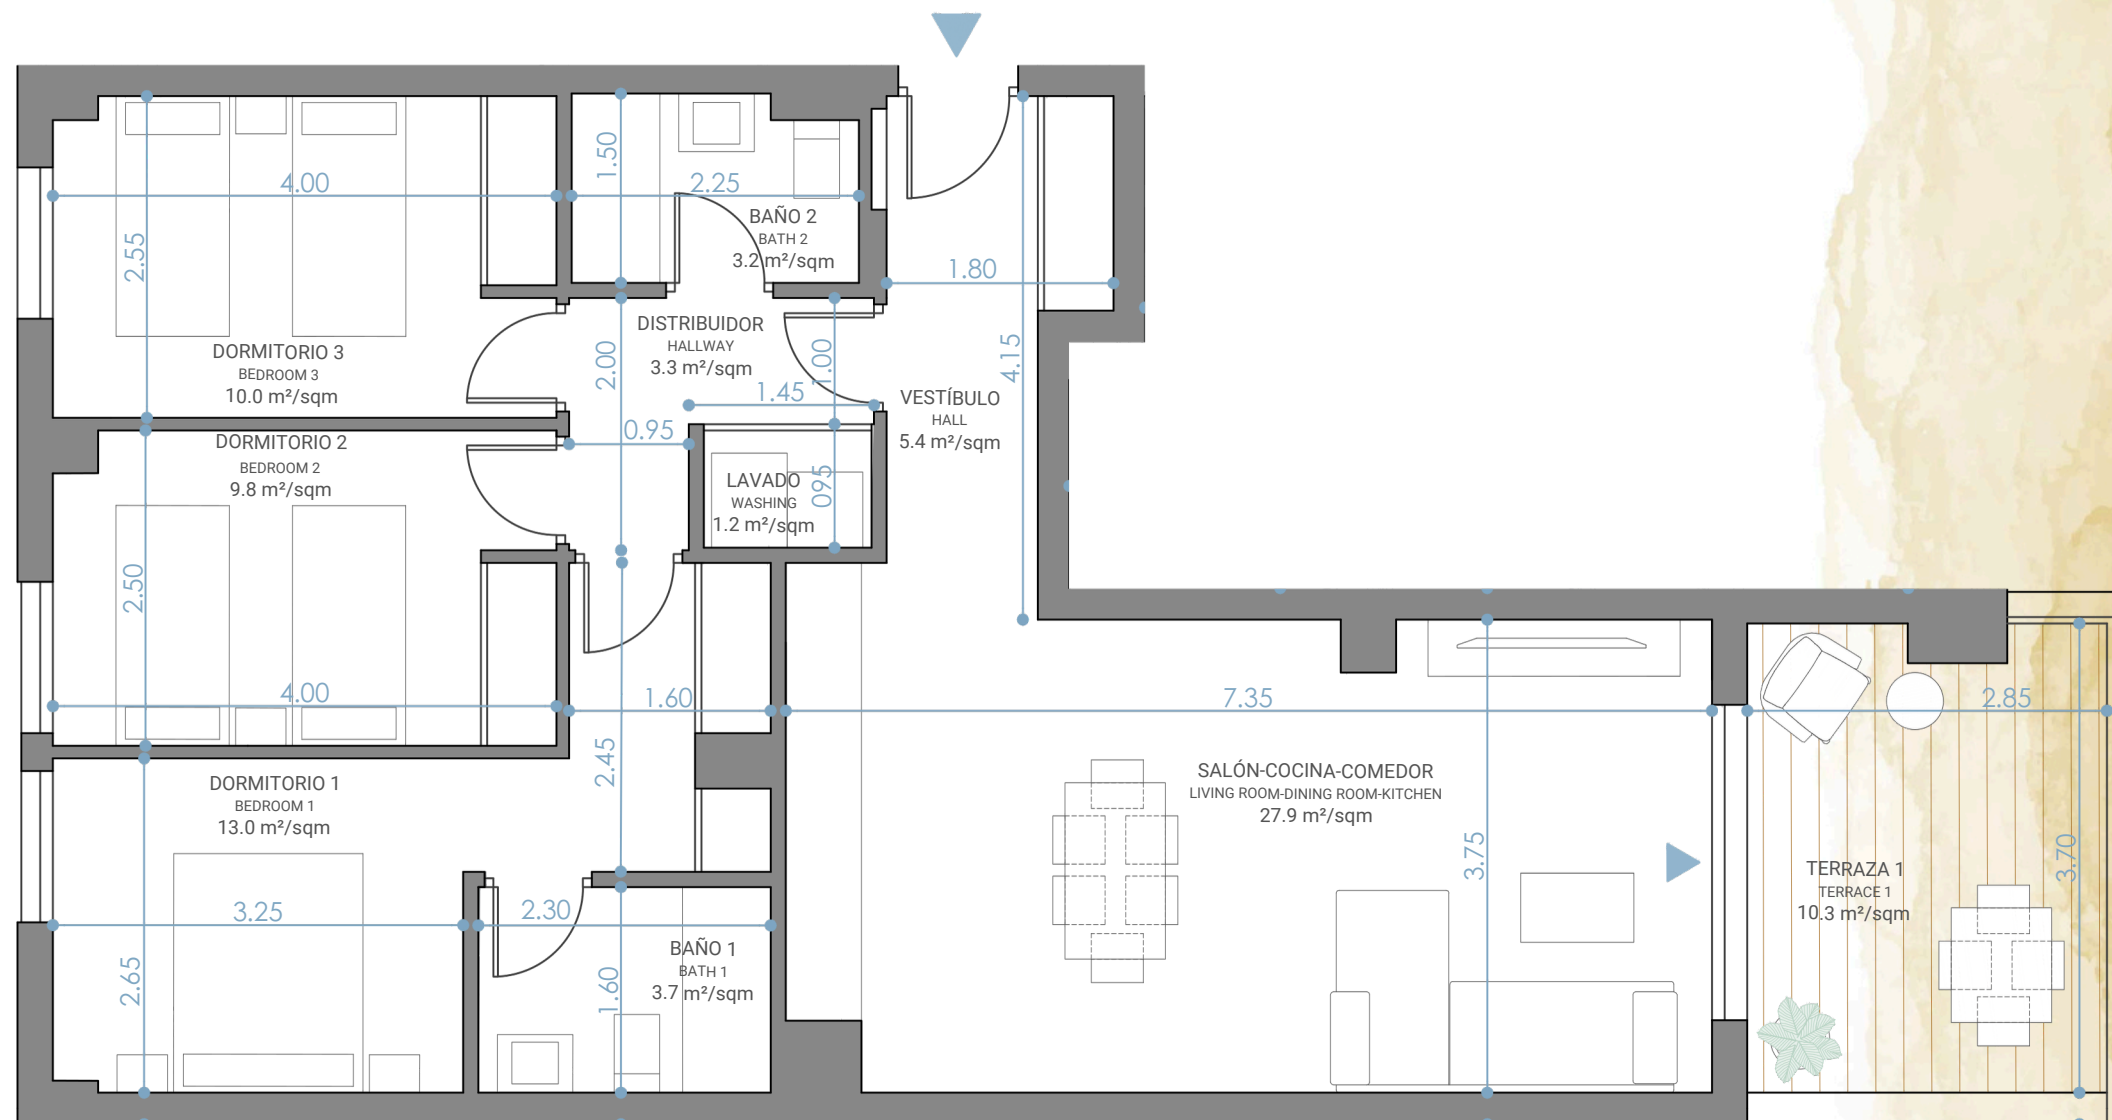 1.50
4.00
2.25
BAÑO 2
BATH 2
3.2 m²/sqm
2.55
1.80
DISTRIBUIDOR
HALLWAY
3.3 m²/sqm
2.00
1.00
4.15
DORMITORIO 3
BEDROOM 3
10.0 m²/sqm
1.45
VESTÍBULO
HALL
5.4 m²/sqm
0.95
DORMITORIO 2
BEDROOM 2
9.8 m²/sqm
LAVADO
WASHING
1.2 m²/sqm
095
2.50
4.00
1.60
7.35
2.85
2.45
DORMITORIO 1
BEDROOM 1
13.0 m²/sqm
SALÓN-COCINA-COMEDOR
LIVING ROOM-DINING ROOM-KITCHEN
27.9 m²/sqm
3.75
3.70
TERRAZA 1
TERRACE 1
10.3 m²/sqm
3.25
2.30
BAÑO 1
BATH 1
3.7 m²/sqm
2.65
1.60